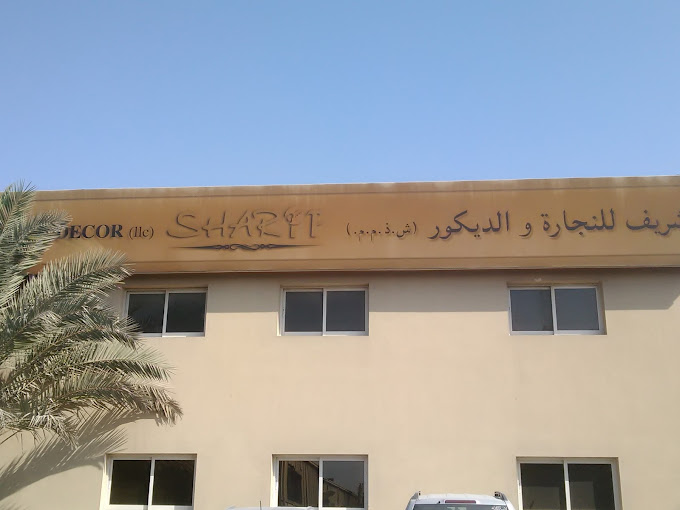 DECOR (llc) SHARIF شريف للنجارة و الديكور (ش.ذ.م.م.)